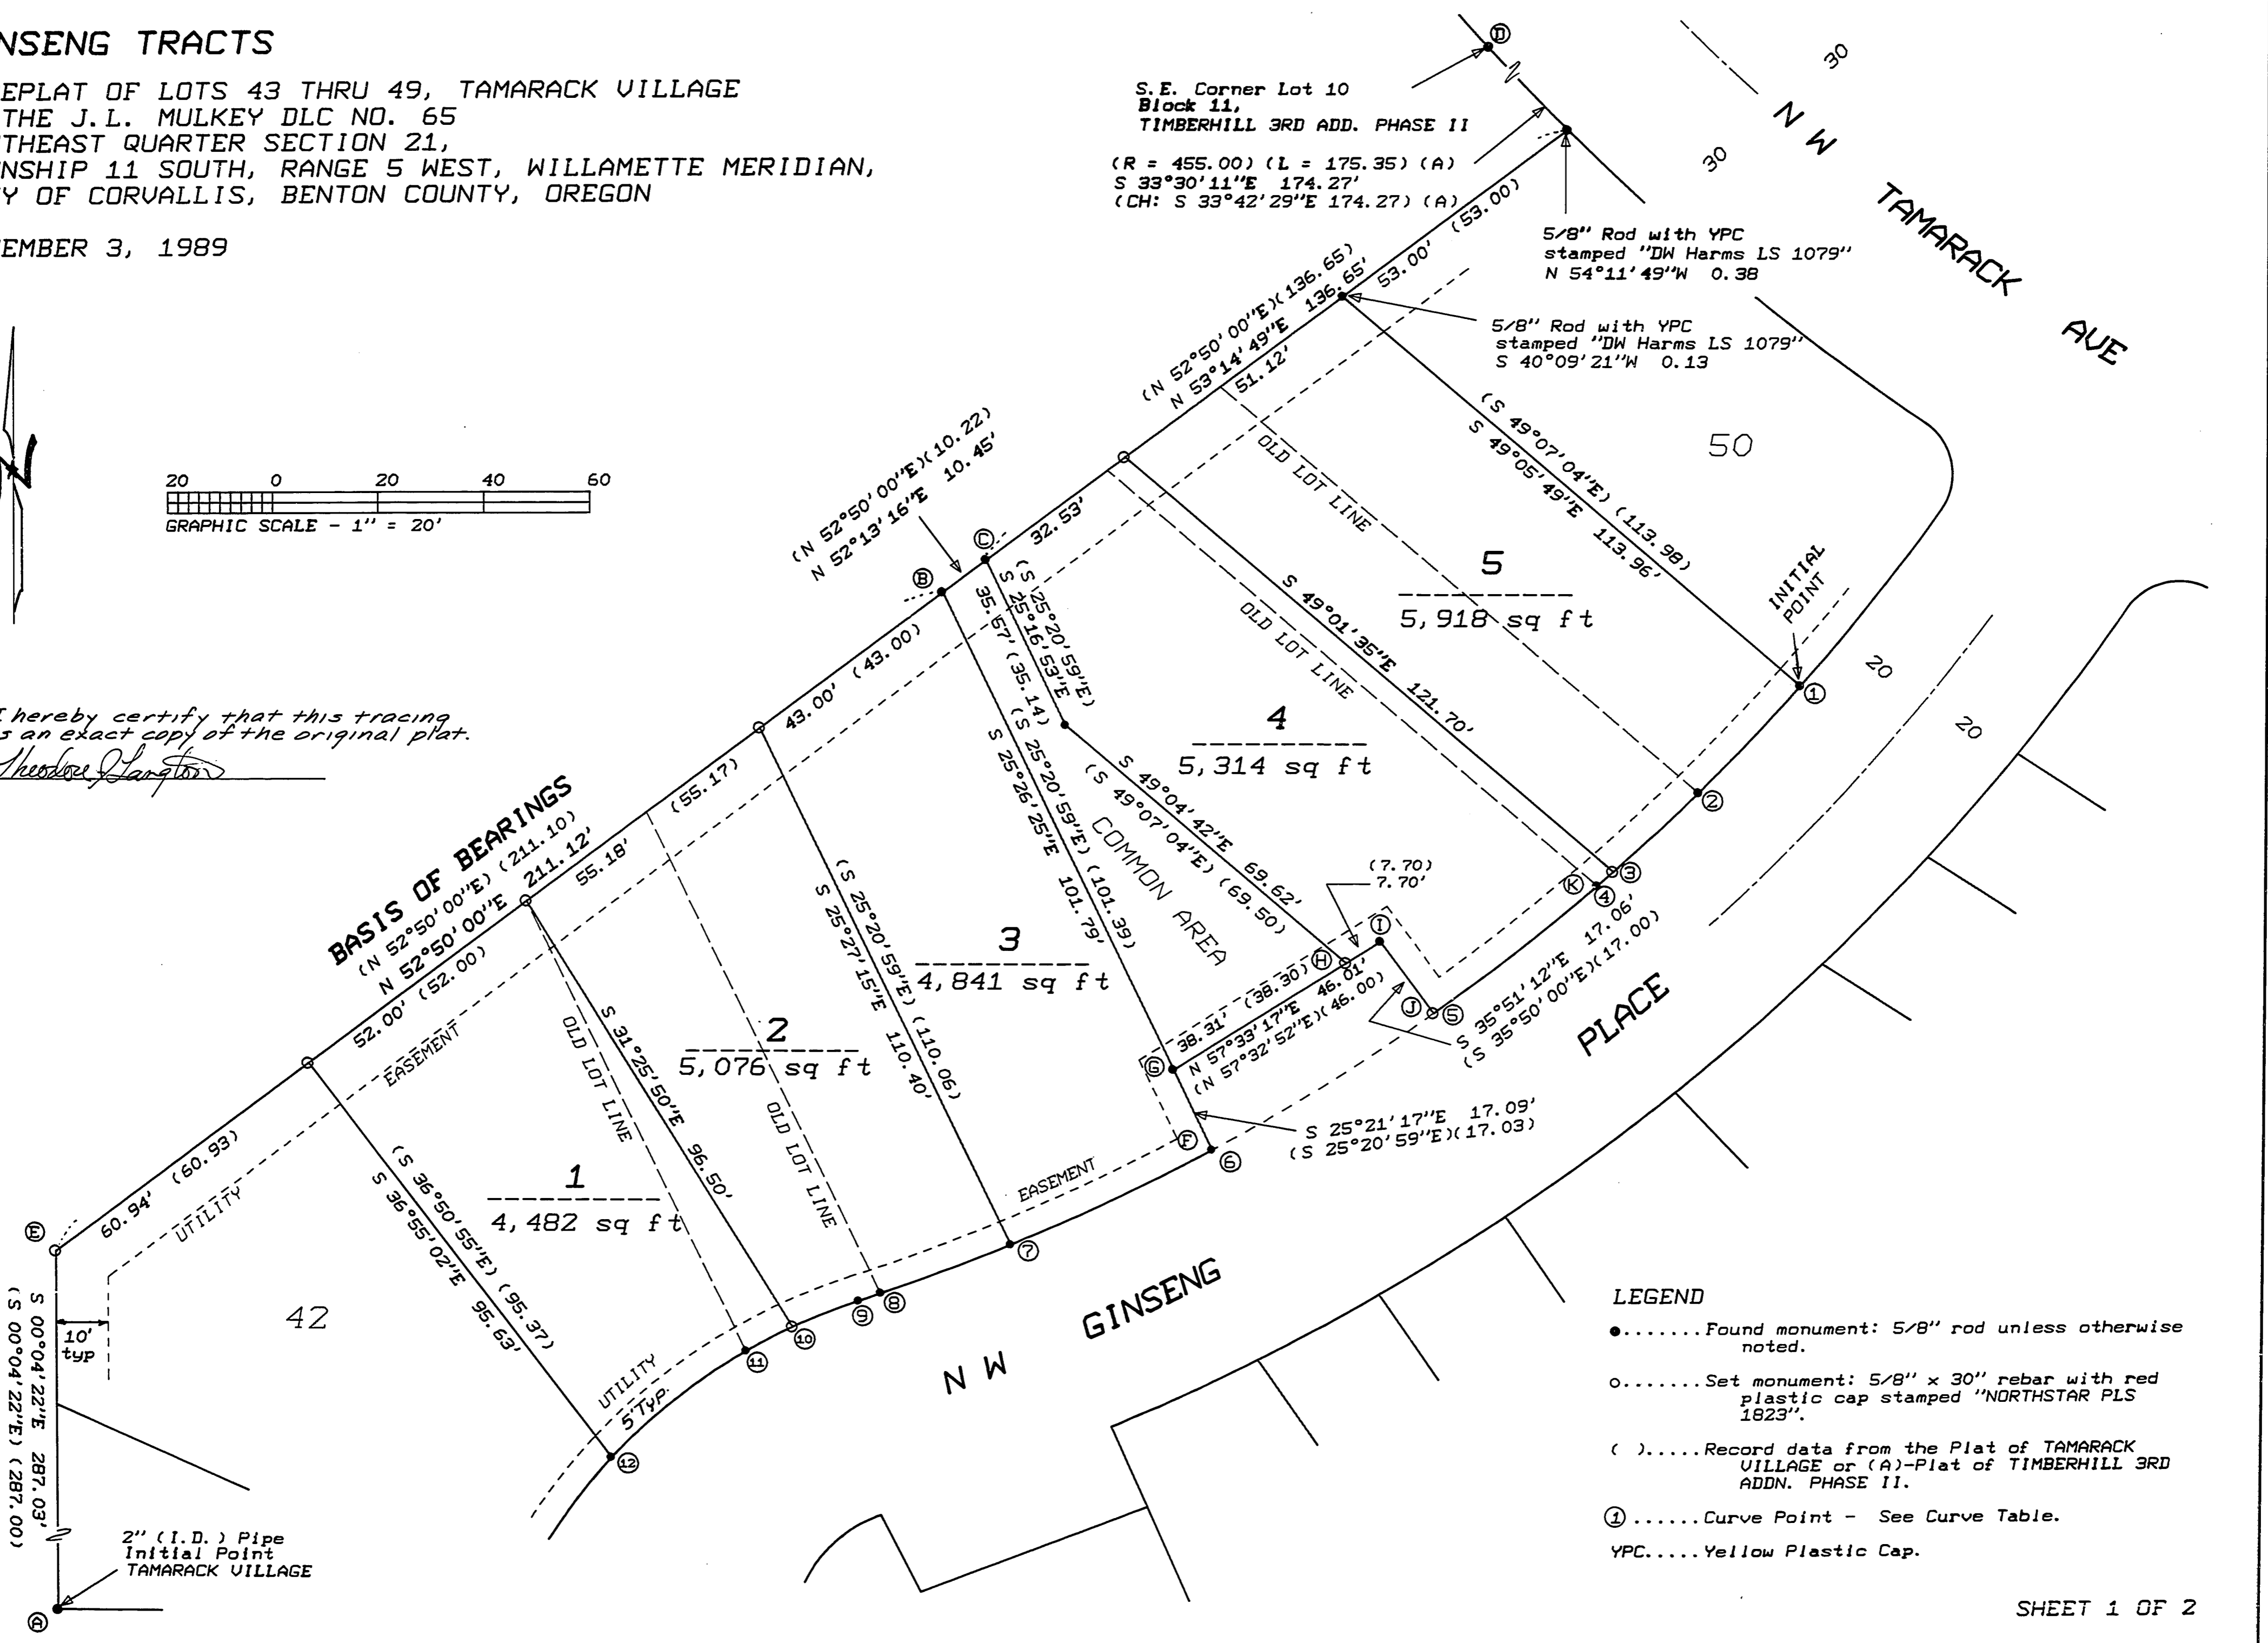 NSENG TRACTS
EPLAT OF LOTS 43 THRU 49, TAMARACK VILLAGE
THE J.L. MULKEY DLC NO. 65
THEAST QUARTER SECTION 21,
NSHIP 11 SOUTH, RANGE 5 WEST, WILLAMETTE MERIDIAN,
Y OF CORVALLIS, BENTON COUNTY, OREGON
EMBER 3, 1989
20 0 20 40 60
GRAPHIC SCALE - 1" = 20'
I hereby certify that this tracing
s an exact copy of the original plat.
Theodore J Langton
D
S.E. Corner Lot 10
Block 11,
TIMBERHILL 3RD ADD. PHASE II
(R = 455.00) (L = 175.35) (A)
S 33°30'11"E 174.27'
(CH: S 33°42'29"E 174.27) (A)
30
30
NW TAMARACK AVE
5/8" Rod with YPC
stamped "DW Harms LS 1079"
N 54°11'49"W 0.38
5/8" Rod with YPC
stamped "DW Harms LS 1079"
S 40°09'21"W 0.13
53.00' (53.00)
(N 52°50'00"E)(136.65)
N 53°14'49"E 136.65'
51.12'
(N 52°50'00"E)(10.22)
N 52°13'16"E 10.45'
C
32.53'
B
43.00' (43.00)
(S 49°07'04"E) (113.98)
S 49°05'49"E 113.96'
50
INITIAL
POINT
1
20
20
OLD LOT LINE
5
5,918 sq ft
2
S 49°01'35"E 121.70'
OLD LOT LINE
(S 25°20'59"E)
S 25°16'53"E
35.57' (35.14)
4
5,314 sq ft
3
K
4
S 49°04'42"E 69.62'
(S 49°07'04"E) (69.50)
COMMON AREA
(S 25°20'59"E) (101.39)
S 25°26'25"E 101.79'
(7.70)
7.70'
I
H
J
5
S 35°51'12"E 17.06'
(S 35°50'00"E)(17.00)
38.31' (38.30)
N 57°33'17"E 46.01'
(N 57°32'52"E)(46.00)
G
S 25°21'17"E 17.09'
(S 25°20'59"E)(17.03)
F
6
BASIS OF BEARINGS
(N 52°50'00"E) (211.10)
N 52°50'00"E 211.12'
55.18' (55.17)
52.00' (52.00)
60.94' (60.93)
UTILITY EASEMENT
3
4,841 sq ft
(S 25°20'59"E) (110.06)
S 25°27'15"E 110.40'
EASEMENT
7
2
5,076 sq ft
OLD LOT LINE
8
9
S 31°25'50"E 96.50'
OLD LOT LINE
10
11
1
4,482 sq ft
(S 36°50'55"E) (95.37)
S 36°55'02"E 95.63'
UTILITY
5' Typ.
12
E
42
10'
typ
S 00°04'22"E 287.03'
(S 00°04'22"E) (287.00)
2" (I.D.) Pipe
Initial Point
TAMARACK VILLAGE
A
NW GINSENG PLACE
LEGEND
●.......Found monument: 5/8" rod unless otherwise
noted.
○.......Set monument: 5/8" x 30" rebar with red
plastic cap stamped "NORTHSTAR PLS
1823".
( ).....Record data from the Plat of TAMARACK
VILLAGE or (A)-Plat of TIMBERHILL 3RD
ADDN. PHASE II.
①......Curve Point - See Curve Table.
YPC.....Yellow Plastic Cap.
SHEET 1 OF 2